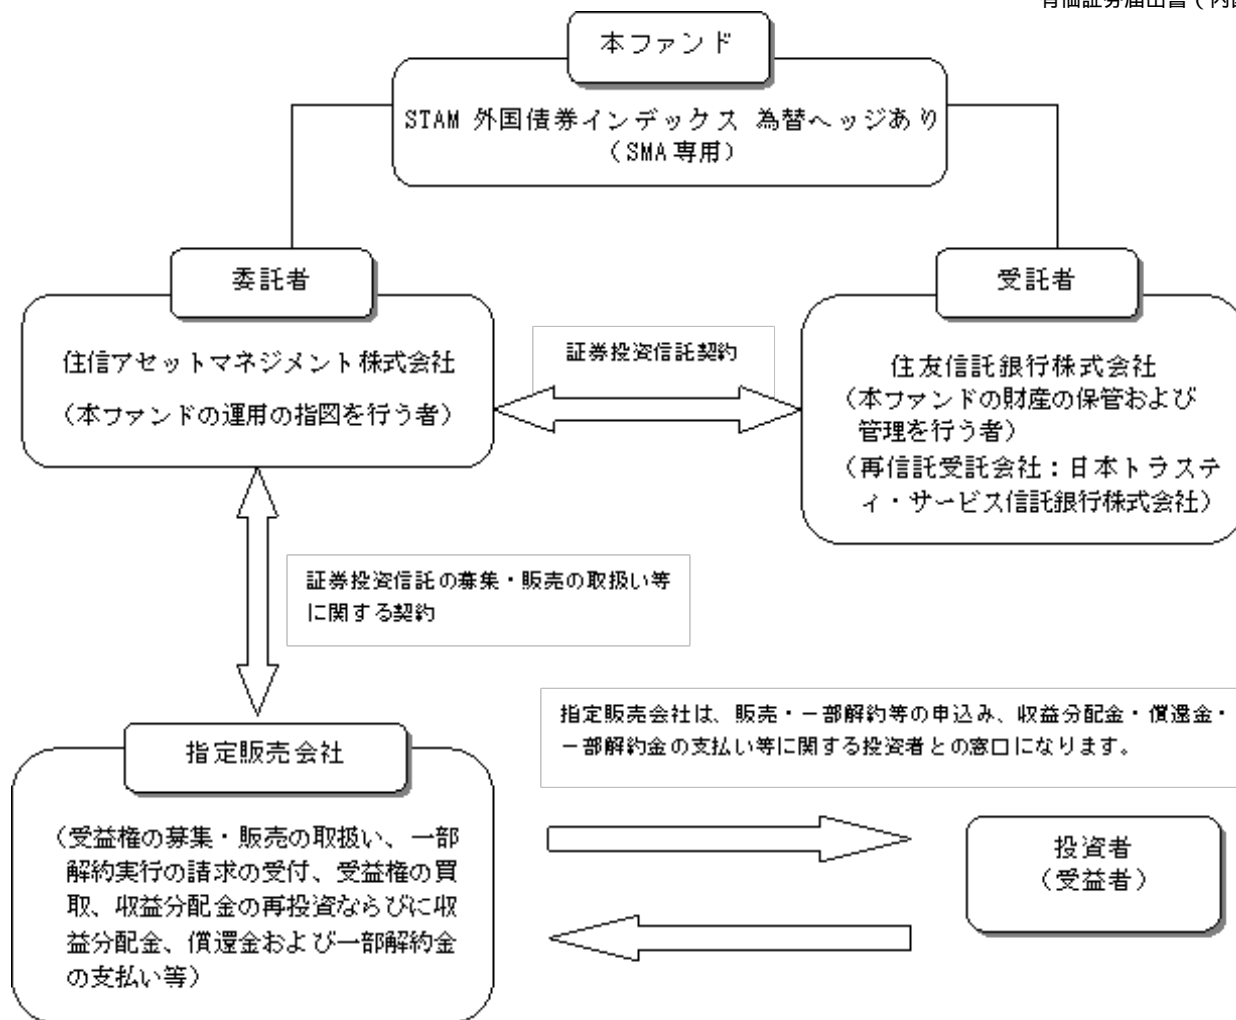 有価証券届出書（内
本ファンド
STAM 外国債券インデックス 為替ヘッジあり
（SMA専用）
委託者
受託者
住信アセットマネジメント株式会社
（本ファンドの運用の指図を行う者）
証券投資信託契約
住友信託銀行株式会社
（本ファンドの財産の保管および
管理を行う者）
（再信託受託会社：日本トラステ
ィ・サービス信託銀行株式会社）
証券投資信託の募集・販売の取扱い等
に関する契約
指定販売会社は、販売・一部解約等の申込み、収益分配金・償還金・
一部解約金の支払い等に関する投資者との窓口になります。
指定販売会社
（受益権の募集・販売の取扱い、一部
解約実行の請求の受付、受益権の買
取、収益分配金の再投資ならびに収
益分配金、償還金および一部解約金
の支払い等）
投資者
（受益者）